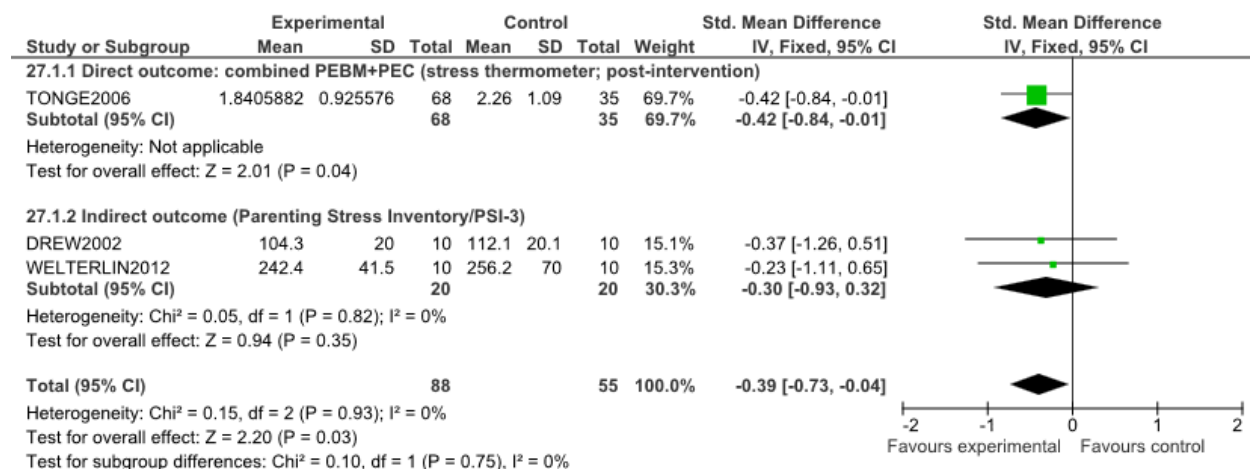 Experimental Control Std. Mean Difference Std. Mean Difference
Study or Subgroup Mean SD Total Mean SD Total Weight IV, Fixed, 95% CI IV, Fixed, 95% CI
27.1.1 Direct outcome: combined PEBM+PEC (stress thermometer; post-intervention)
TONGE2006 1.8405882 0.925576 68 2.26 1.09 35 69.7% -0.42 [-0.84, -0.01]
Subtotal (95% CI) 68 35 69.7% -0.42 [-0.84, -0.01]
Heterogeneity: Not applicable
Test for overall effect: Z = 2.01 (P = 0.04)
27.1.2 Indirect outcome (Parenting Stress Inventory/PSI-3)
DREW2002 104.3 20 10 112.1 20.1 10 15.1% -0.37 [-1.26, 0.51]
WELTERLIN2012 242.4 41.5 10 256.2 70 10 15.3% -0.23 [-1.11, 0.65]
Subtotal (95% CI) 20 20 30.3% -0.30 [-0.93, 0.32]
Heterogeneity: Chi² = 0.05, df = 1 (P = 0.82); I² = 0%
Test for overall effect: Z = 0.94 (P = 0.35)
Total (95% CI) 88 55 100.0% -0.39 [-0.73, -0.04]
Heterogeneity: Chi² = 0.15, df = 2 (P = 0.93); I² = 0%
Test for overall effect: Z = 2.20 (P = 0.03)
Test for subgroup differences: Chi² = 0.10, df = 1 (P = 0.75), I² = 0%
-2 -1 0 1 2
Favours experimental Favours control